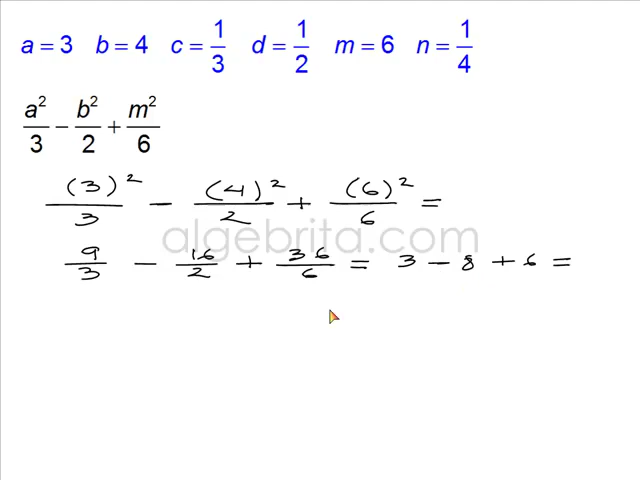 a = 3 b = 4 c = 1/3 d = 1/2 m = 6 n = 1/4
a²/3 − b²/2 + m²/6
(3)²/3 − (4)²/2 + (6)²/6 =
algebrita.com
9/3 − 16/2 + 36/6 = 3 − 8 + 6 =